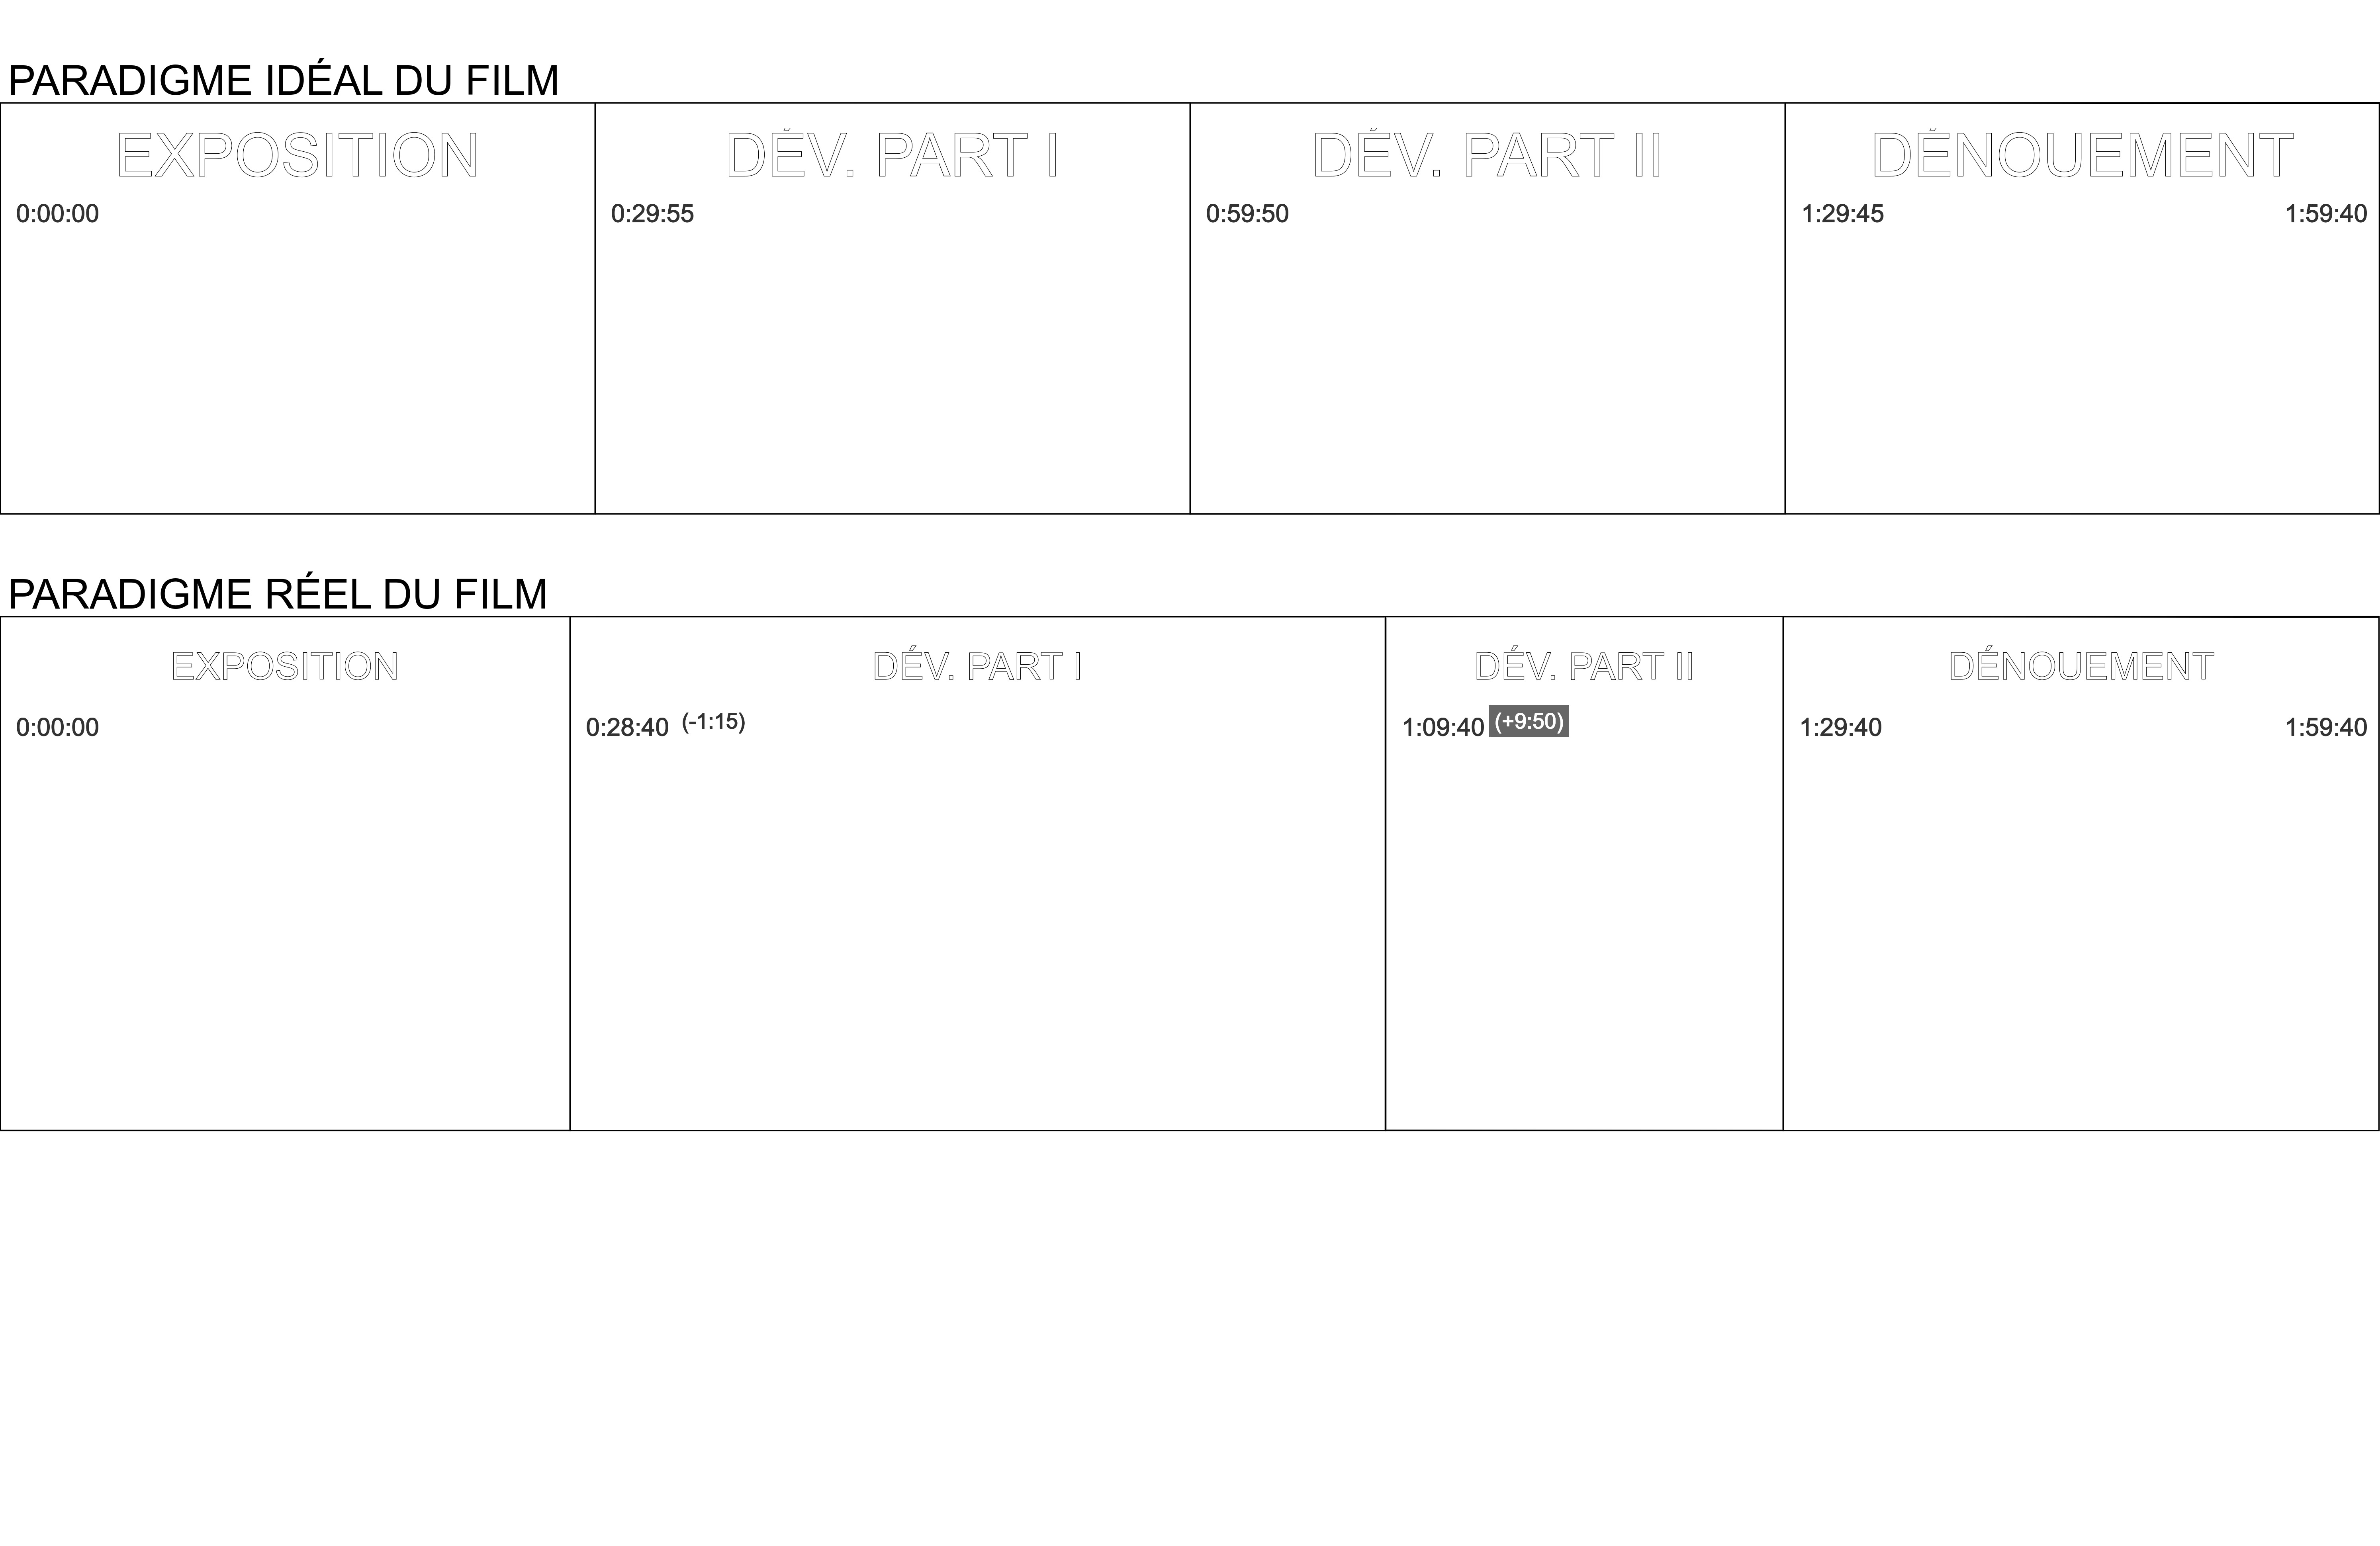 PARADIGME IDÉAL DU FILM
EXPOSITION DÉV. PART I DÉV. PART II DÉNOUEMENT
0:00:00 0:29:55 0:59:50 1:29:45 1:59:40
PARADIGME RÉEL DU FILM
EXPOSITION DÉV. PART I DÉV. PART II DÉNOUEMENT
0:00:00 0:28:40 (-1:15) 1:09:40 (+9:50) 1:29:40 1:59:40